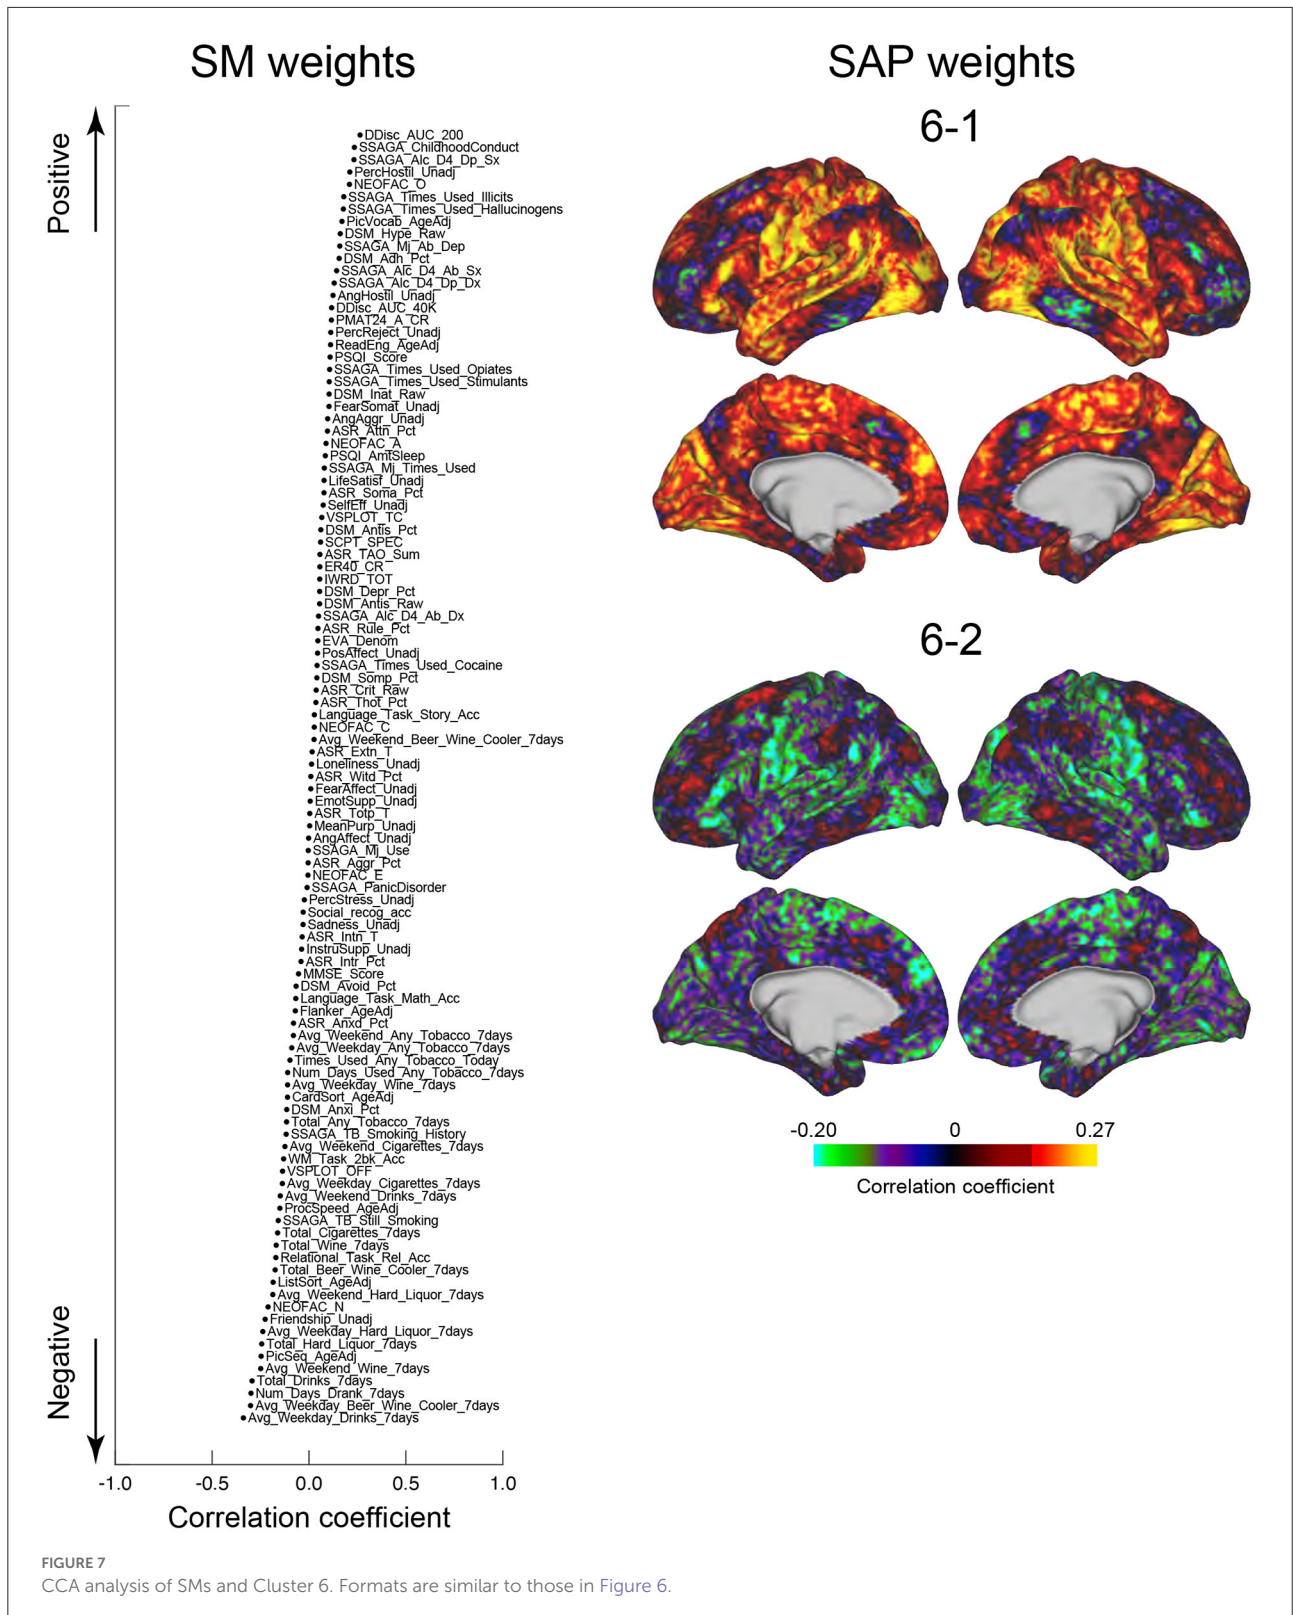 SM weights
Positive
DDisc_AUC_200
SSAGA_ChildhoodConduct
SSAGA_Alc_D4_Dp_Sx
PercHostil_Unadj
NEOFAC_O
SSAGA_Times_Used_Illicits
SSAGA_Times_Used_Hallucinogens
PicVocab_AgeAdj
DSM_Hype_Raw
SSAGA_Mj_Ab_Dep
DSM_Adh_Pct
SSAGA_Alc_D4_Ab_Sx
SSAGA_Alc_D4_Dp_Dx
AngHostil_Unadj
DDisc_AUC_40K
PMAT24_A_CR
PercReject_Unadj
ReadEng_AgeAdj
PSQI_Score
SSAGA_Times_Used_Opiates
SSAGA_Times_Used_Stimulants
DSM_Inat_Raw
FearSomat_Unadj
AngAggr_Unadj
ASR_Attn_Pct
NEOFAC_A
PSQI_AmtSleep
SSAGA_Mj_Times_Used
LifeSatisf_Unadj
ASR_Soma_Pct
SelfEff_Unadj
VSPLOT_TC
DSM_Antis_Pct
SCPT_SPEC
ASR_TAO_Sum
ER40_CR
IWRD_TOT
DSM_Depr_Pct
DSM_Antis_Raw
SSAGA_Alc_D4_Ab_Dx
ASR_Rule_Pct
EVA_Denom
PosAffect_Unadj
SSAGA_Times_Used_Cocaine
DSM_Somp_Pct
ASR_Crit_Raw
ASR_Thot_Pct
Language_Task_Story_Acc
NEOFAC_C
Avg_Weekend_Beer_Wine_Cooler_7days
ASR_Extn_T
Loneliness_Unadj
ASR_Witd_Pct
FearAffect_Unadj
EmotSupp_Unadj
ASR_Totp_T
MeanPurp_Unadj
AngAffect_Unadj
SSAGA_Mj_Use
ASR_Aggr_Pct
NEOFAC_E
SSAGA_PanicDisorder
PercStress_Unadj
Social_recog_acc
Sadness_Unadj
ASR_Intn_T
InstruSupp_Unadj
ASR_Intr_Pct
MMSE_Score
DSM_Avoid_Pct
Language_Task_Math_Acc
Flanker_AgeAdj
ASR_Anxd_Pct
Avg_Weekend_Any_Tobacco_7days
Avg_Weekday_Any_Tobacco_7days
Times_Used_Any_Tobacco_Today
Num_Days_Used_Any_Tobacco_7days
Avg_Weekday_Wine_7days
CardSort_AgeAdj
DSM_Anxi_Pct
Total_Any_Tobacco_7days
SSAGA_TB_Smoking_History
Avg_Weekend_Cigarettes_7days
WM_Task_2bk_Acc
VSPLOT_OFF
Avg_Weekday_Cigarettes_7days
Avg_Weekend_Drinks_7days
ProcSpeed_AgeAdj
SSAGA_TB_Still_Smoking
Total_Cigarettes_7days
Total_Wine_7days
Relational_Task_Rel_Acc
Total_Beer_Wine_Cooler_7days
ListSort_AgeAdj
Avg_Weekend_Hard_Liquor_7days
NEOFAC_N
Friendship_Unadj
Avg_Weekday_Hard_Liquor_7days
Total_Hard_Liquor_7days
PicSeq_AgeAdj
Avg_Weekend_Wine_7days
Total_Drinks_7days
Num_Days_Drank_7days
Avg_Weekday_Beer_Wine_Cooler_7days
Avg_Weekday_Drinks_7days
Negative
-1.0 -0.5 0.0 0.5 1.0
Correlation coefficient
SAP weights
6-1
6-2
-0.20 0 0.27
Correlation coefficient
FIGURE 7
CCA analysis of SMs and Cluster 6. Formats are similar to those in Figure 6.